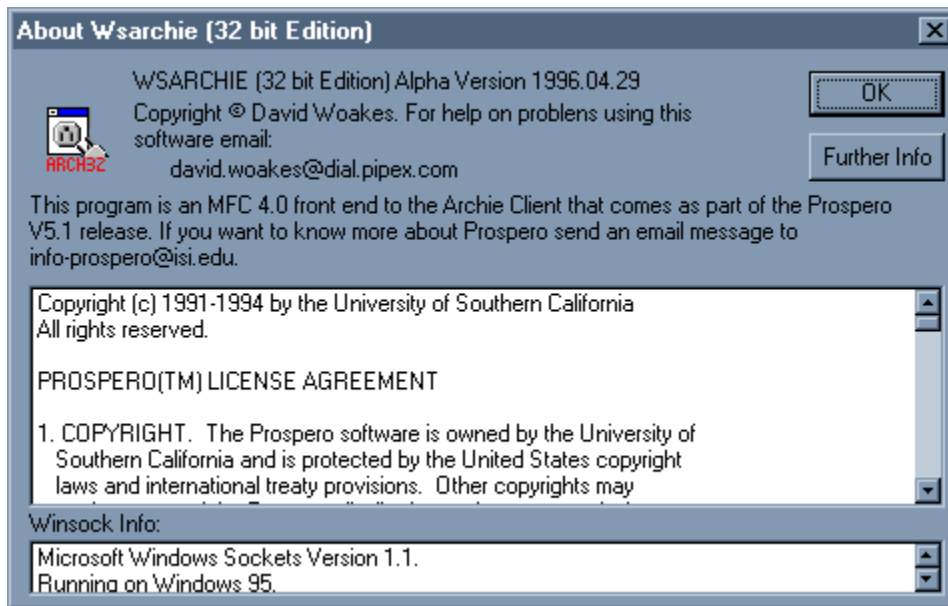 About Wsarchie (32 bit Edition)
WSARCHIE (32 bit Edition) Alpha Version 1996.04.29
OK
Copyright © David Woakes. For help on problens using this
software email:
david.woakes@dial.pipex.com
ARCH32
Further Info
This program is an MFC 4.0 front end to the Archie Client that comes as part of the Prospero
V5.1 release. If you want to know more about Prospero send an email message to
info-prospero@isi.edu.
Copyright (c) 1991-1994 by the University of Southern California
All rights reserved.
PROSPERO(TM) LICENSE AGREEMENT
1. COPYRIGHT.  The Prospero software is owned by the University of
Southern California and is protected by the United States copyright
laws and international treaty provisions.  Other copyrights may
Winsock Info:
Microsoft Windows Sockets Version 1.1.
Running on Windows 95.